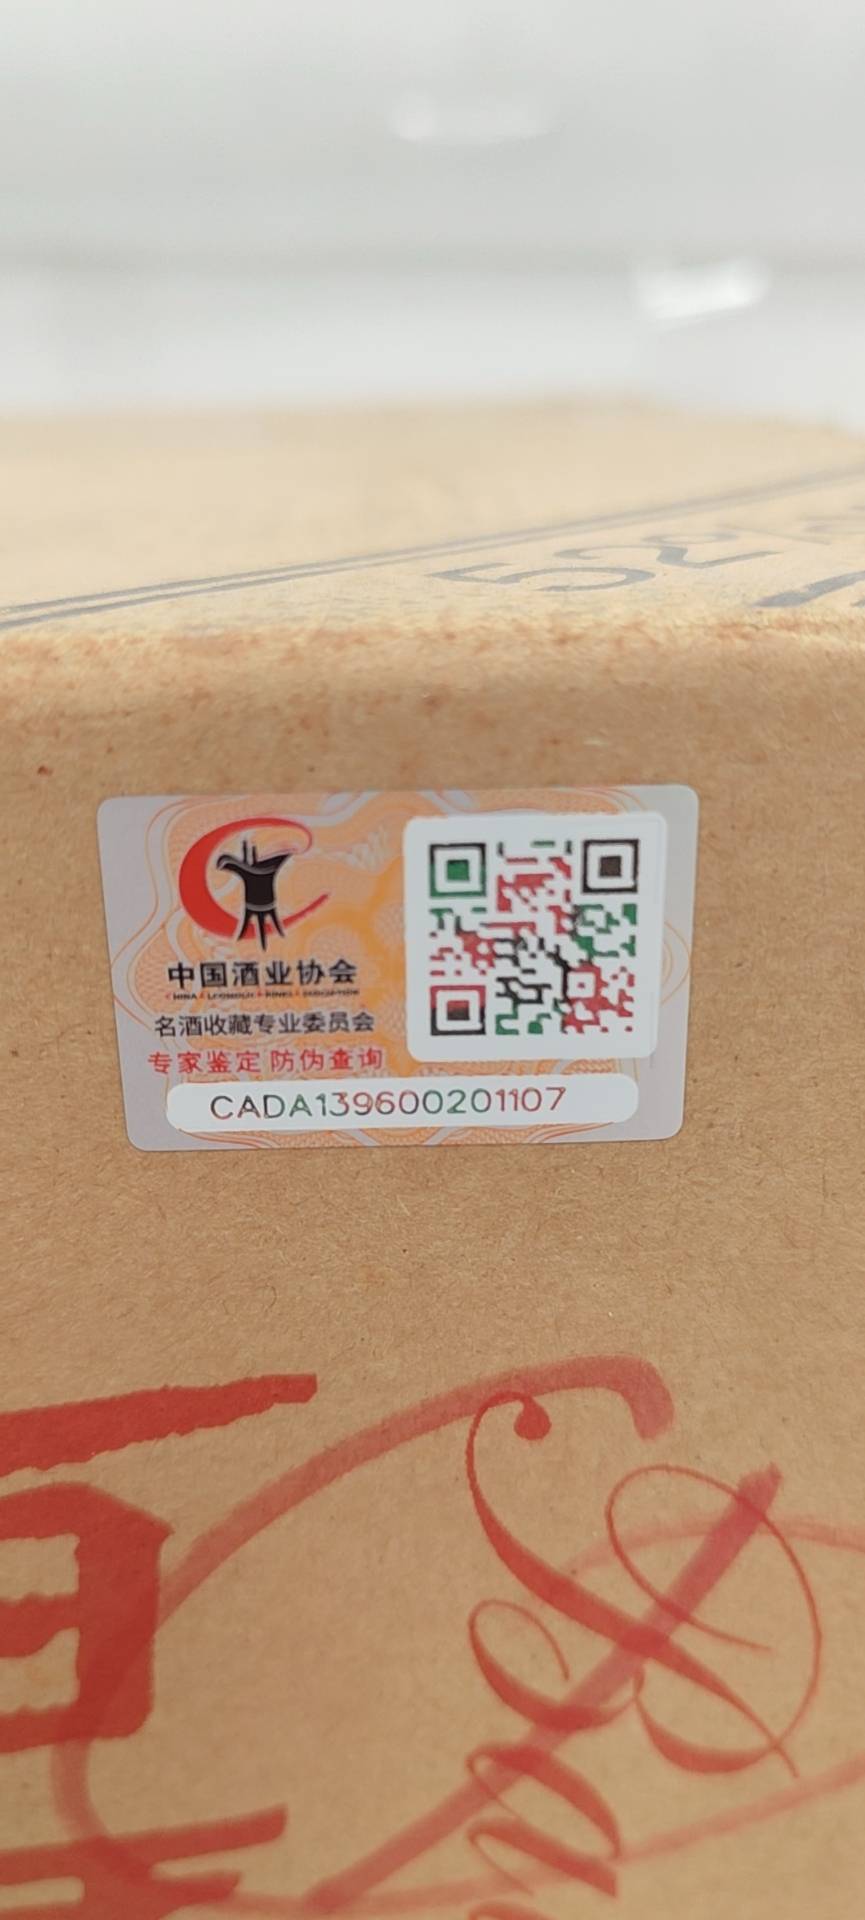 52°
中国酒业协会
名酒收藏专业委员会
专家鉴定 防伪查询
CADA139600201107